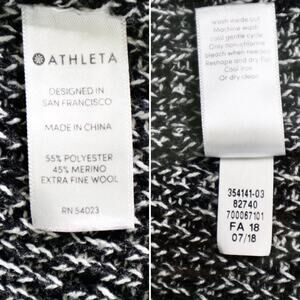 ATHLETA
DESIGNED IN
SAN FRANCISCO
MADE IN CHINA
55% POLYESTER
45% MERINO
EXTRA FINE WOOL
RN 54023
Wash inside out
Machine wash
cool gentle cycle
Only non-chlorine
bleach when needed
Reshape and dry flat
Cool iron
Or dry clean
354141-03
82740
700067101
FA 18
07/18